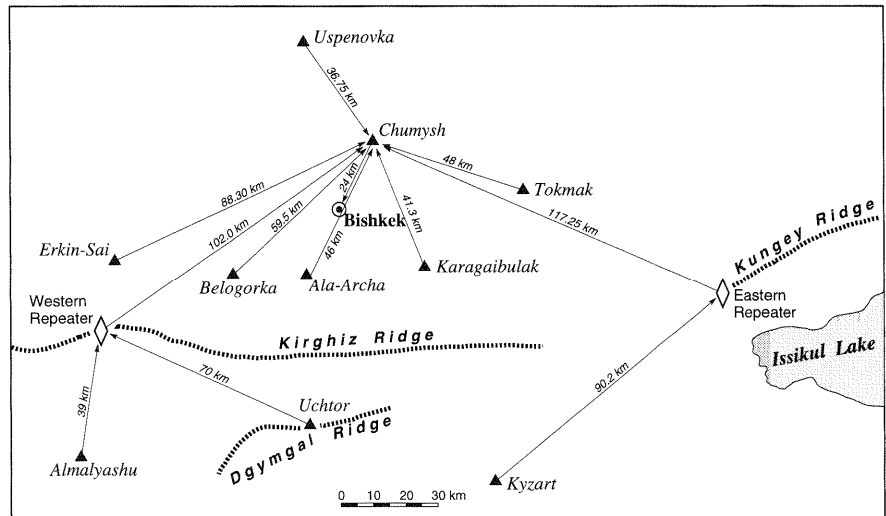 Uspenovka
36.75 km
Chumysh
48 km
Tokmak
88.30 km
24 km
102.0 km
59.5 km
41.3 km
117.25 km
Bishkek
46 km
Erkin-Sai
Belogorka
Ala-Archa
Karagaibulak
Kungey Ridge
Western
Repeater
Eastern
Repeater
Kirghiz Ridge
Issikul Lake
70 km
90.2 km
39 km
Uchtor
Dgymgal Ridge
Almalyashu
Kyzart
0 10 20 30 km